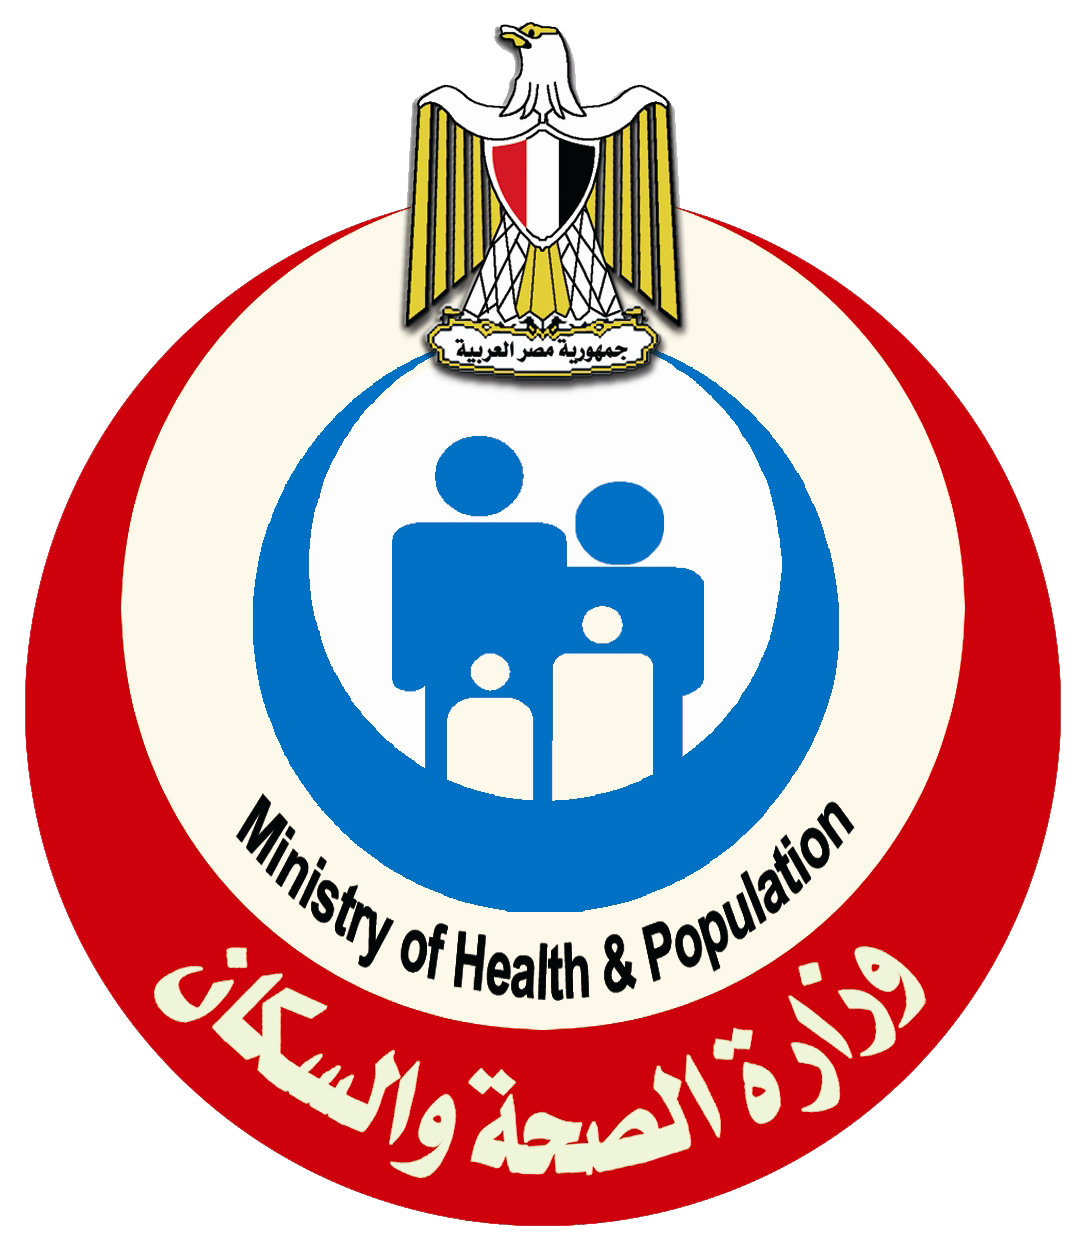 جمهورية مصر العربية
Ministry of Health & Population
وزارة الصحة والسكان